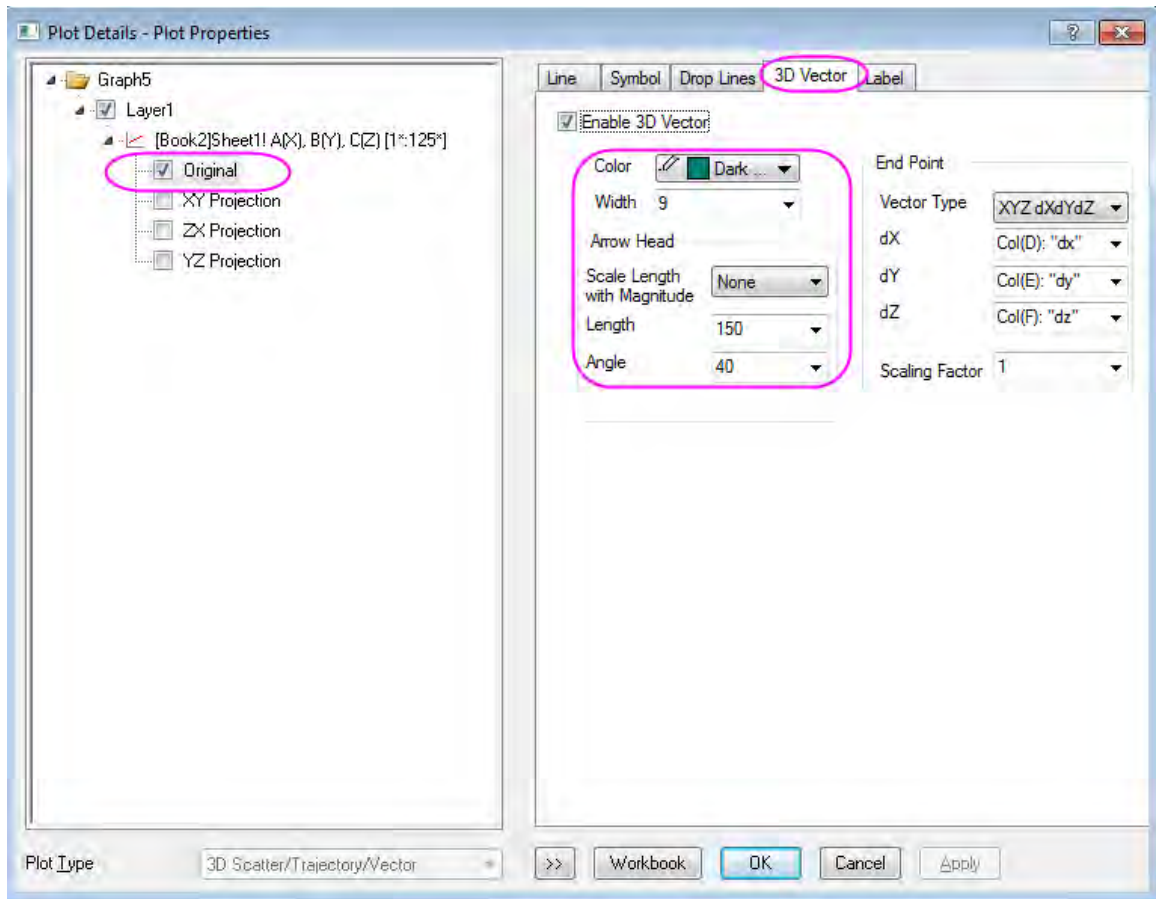 Plot Details - Plot Properties
Graph5
Layer1
[Book2]Sheet1! A(X), B(Y), C(Z) [1*:125*]
Original
XY Projection
ZX Projection
YZ Projection
Line Symbol Drop Lines 3D Vector Label
Enable 3D Vector
Color Dark ...
Width 9
Arrow Head
Scale Length with Magnitude None
Length 150
Angle 40
End Point
Vector Type XYZ dXdYdZ
dX Col(D): "dx"
dY Col(E): "dy"
dZ Col(F): "dz"
Scaling Factor 1
Plot Type 3D Scatter/Trajectory/Vector >> Workbook OK Cancel Apply